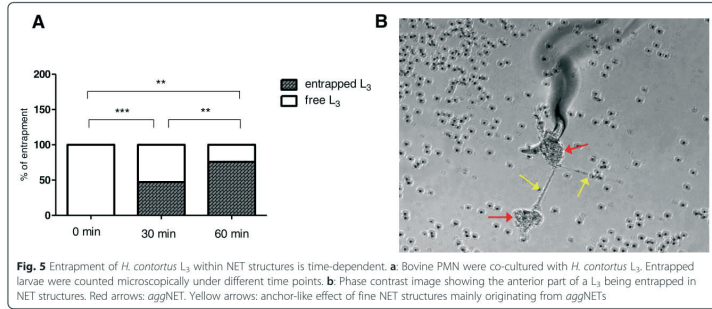 A
B
200
150
100
50
0
% of entrapment
**
***
**
entrapped L3
free L3
0 min
30 min
60 min
Fig. 5 Entrapment of H. contortus L3 within NET structures is time-dependent. a: Bovine PMN were co-cultured with H. contortus L3. Entrapped
larvae were counted microscopically under different time points. b: Phase contrast image showing the anterior part of a L3 being entrapped in
NET structures. Red arrows: aggNET. Yellow arrows: anchor-like effect of fine NET structures mainly originating from aggNETs